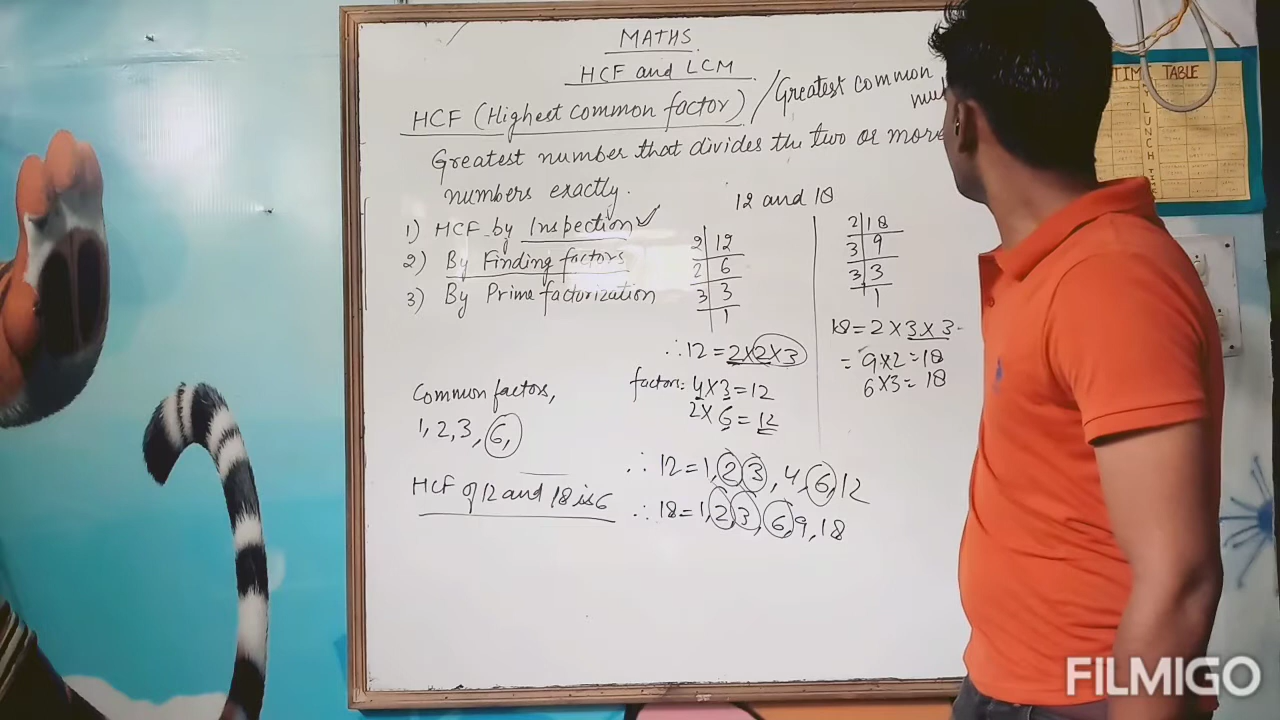 MATHS
HCF and LCM
HCF (Highest common factor) / Greatest common
Greatest number that divides the two or more
numbers exactly.
12 and 18
1) HCF by Inspection ✓
2) By Finding factors
3) By Prime factorization
2 | 12
2 | 6
3 | 3
1
2 | 18
3 | 9
3 | 3
1
∴ 12 = 2×2×3
factors: 4×3=12
2×6=12
18=2×3×3
= 9×2=18
6×3=18
Common factors,
1, 2, 3, 6,
HCF of 12 and 18 is 6
∴ 12 = 1, 2, 3, 4, 6, 12
∴ 18 = 1, 2, 3, 6, 9, 18
TIME TABLE
LUNCH
FILMIGO